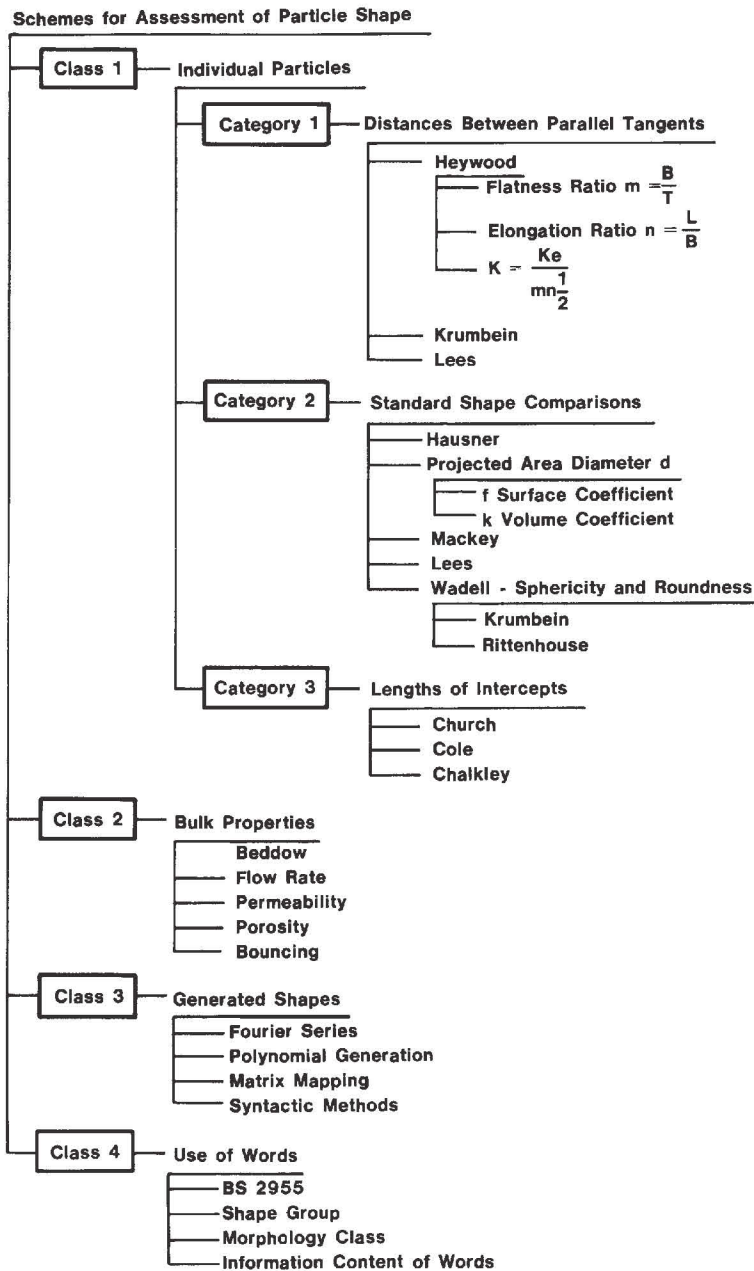 Schemes for Assessment of Particle Shape
Class 1 Individual Particles
Category 1 Distances Between Parallel Tangents
Heywood
Flatness Ratio m = B/T
Elongation Ratio n = L/B
K = Ke/mn 1/2
Krumbein
Lees
Category 2 Standard Shape Comparisons
Hausner
Projected Area Diameter d
f Surface Coefficient
k Volume Coefficient
Mackey
Lees
Wadell - Sphericity and Roundness
Krumbein
Rittenhouse
Category 3 Lengths of Intercepts
Church
Cole
Chalkley
Class 2 Bulk Properties
Beddow
Flow Rate
Permeability
Porosity
Bouncing
Class 3 Generated Shapes
Fourier Series
Polynomial Generation
Matrix Mapping
Syntactic Methods
Class 4 Use of Words
BS 2955
Shape Group
Morphology Class
Information Content of Words